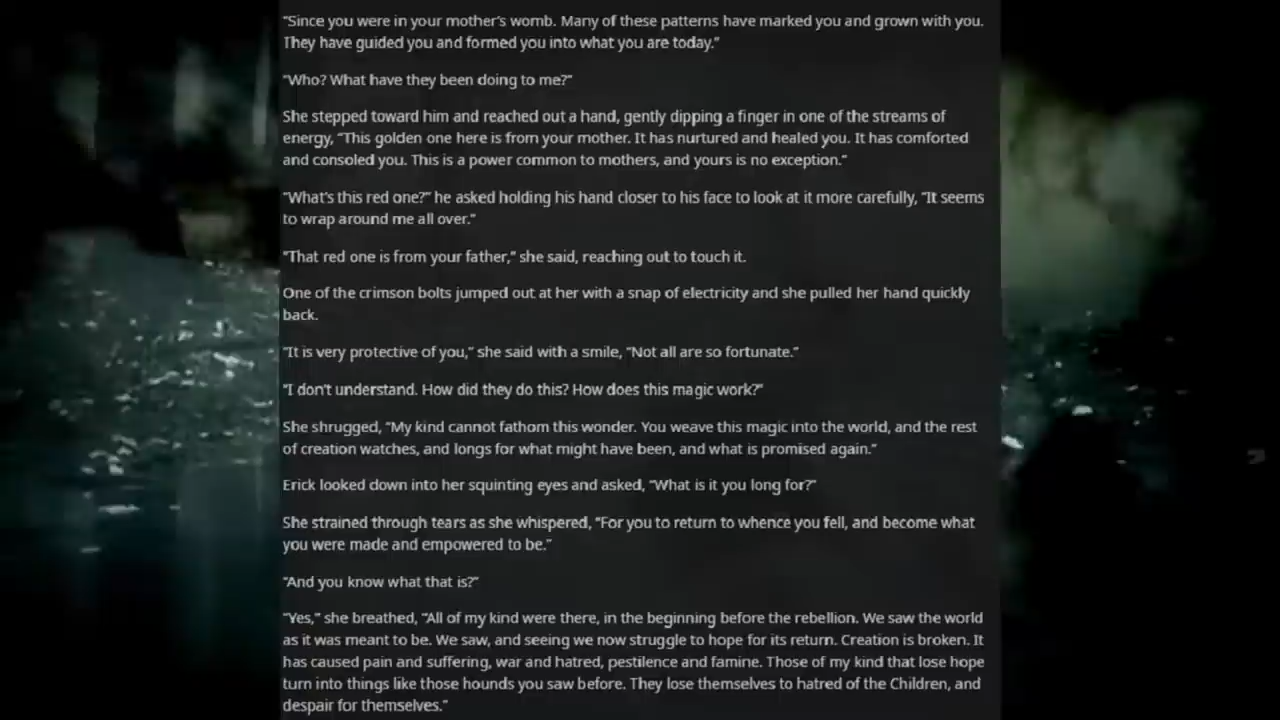 “Since you were in your mother’s womb. Many of these patterns have marked you and grown with you.
They have guided you and formed you into what you are today.”
“Who? What have they been doing to me?”
She stepped toward him and reached out a hand, gently dipping a finger in one of the streams of
energy, “This golden one here is from your mother. It has nurtured and healed you. It has comforted
and consoled you. This is a power common to mothers, and yours is no exception.”
“What’s this red one?” he asked holding his hand closer to his face to look at it more carefully, “It seems
to wrap around me all over.”
“That red one is from your father,” she said, reaching out to touch it.
One of the crimson bolts jumped out at her with a snap of electricity and she pulled her hand quickly
back.
“It is very protective of you,” she said with a smile, “Not all are so fortunate.”
“I don’t understand. How did they do this? How does this magic work?”
She shrugged, “My kind cannot fathom this wonder. You weave this magic into the world, and the rest
of creation watches, and longs for what might have been, and what is promised again.”
Erick looked down into her squinting eyes and asked, “What is it you long for?”
She strained through tears as she whispered, “For you to return to whence you fell, and become what
you were made and empowered to be.”
“And you know what that is?”
“Yes,” she breathed, “All of my kind were there, in the beginning before the rebellion. We saw the world
as it was meant to be. We saw, and seeing we now struggle to hope for its return. Creation is broken. It
has caused pain and suffering, war and hatred, pestilence and famine. Those of my kind that lose hope
turn into things like those hounds you saw before. They lose themselves to hatred of the Children, and
despair for themselves.”